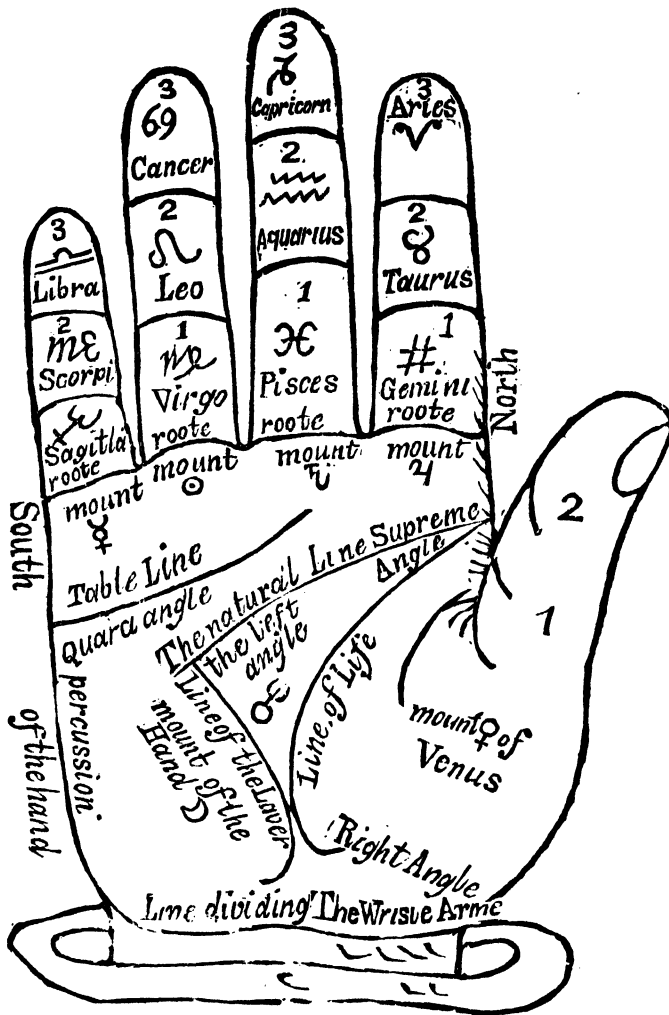 3
Capricorn
2.
Aquarius
1
Pisces
roote
3
Cancer
2
Leo
1
Virgo
roote
3
Aries
2
Taurus
1
Gemini
roote
3
Libra
2
Scorpi
Sagitla
roote
North
South
mount
mount
mount
mount
2
1
Table Line
The natural Line Supreme
Angle
Quara angle
the left
angle
Line of Life
Line of the Laver
mount of the
Hand
percussion
of the hand
mount of
Venus
Right Angle
Line dividing The Wrist e Arme